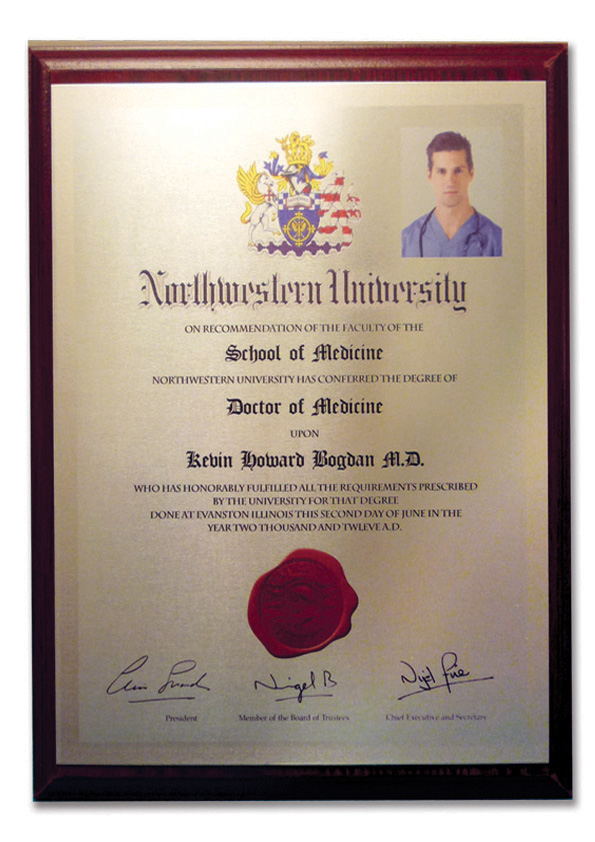 Northwestern University
ON RECOMMENDATION OF THE FACULTY OF THE
School of Medicine
NORTHWESTERN UNIVERSITY HAS CONFERRED THE DEGREE OF
Doctor of Medicine
UPON
Kevin Howard Bogdan M.D.
WHO HAS HONORABLY FULFILLED ALL THE REQUIREMENTS PRESCRIBED
BY THE UNIVERSITY FOR THAT DEGREE
DONE AT EVANSTON ILLINOIS THIS SECOND DAY OF JUNE IN THE
YEAR TWO THOUSAND AND TWLEVE A.D.
Nigel B
President Member of the Board of Trustees Chief Executive and Secretary